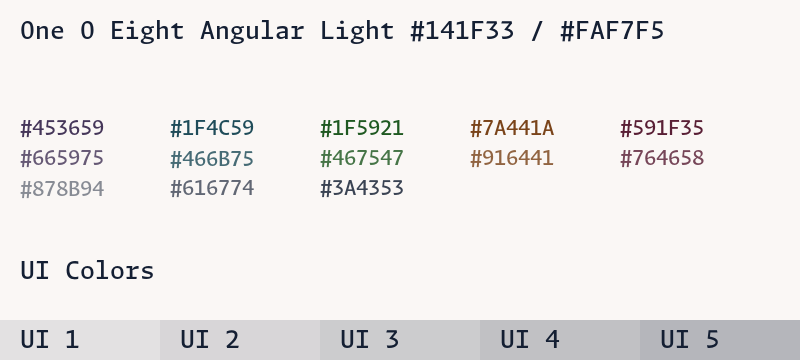 One O Eight Angular Light #141F33 / #FAF7F5
#453659 #1F4C59 #1F5921 #7A441A #591F35
#665975 #466B75 #467547 #916441 #764658
#878B94 #616774 #3A4353
UI Colors
UI 1 UI 2 UI 3 UI 4 UI 5